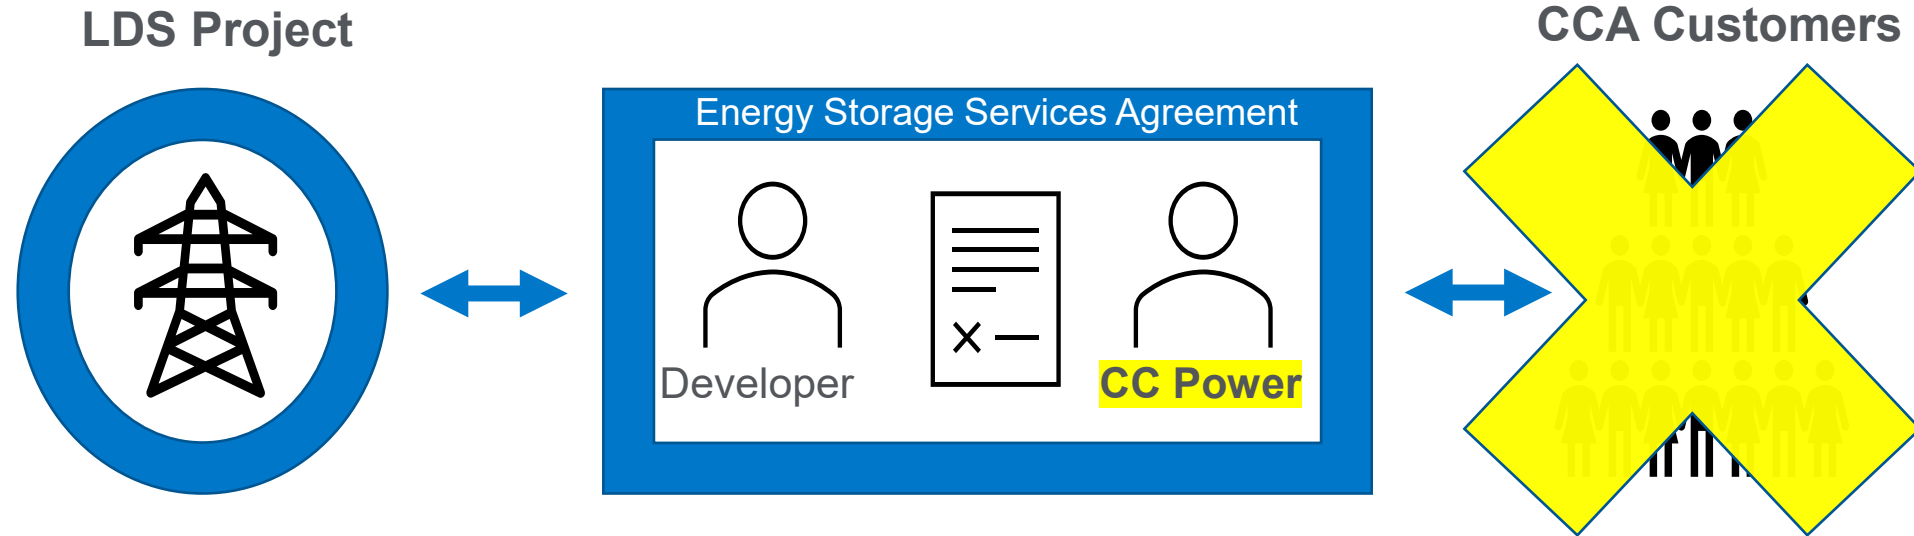 LDS Project
CCA Customers
Energy Storage Services Agreement
Developer
CC Power